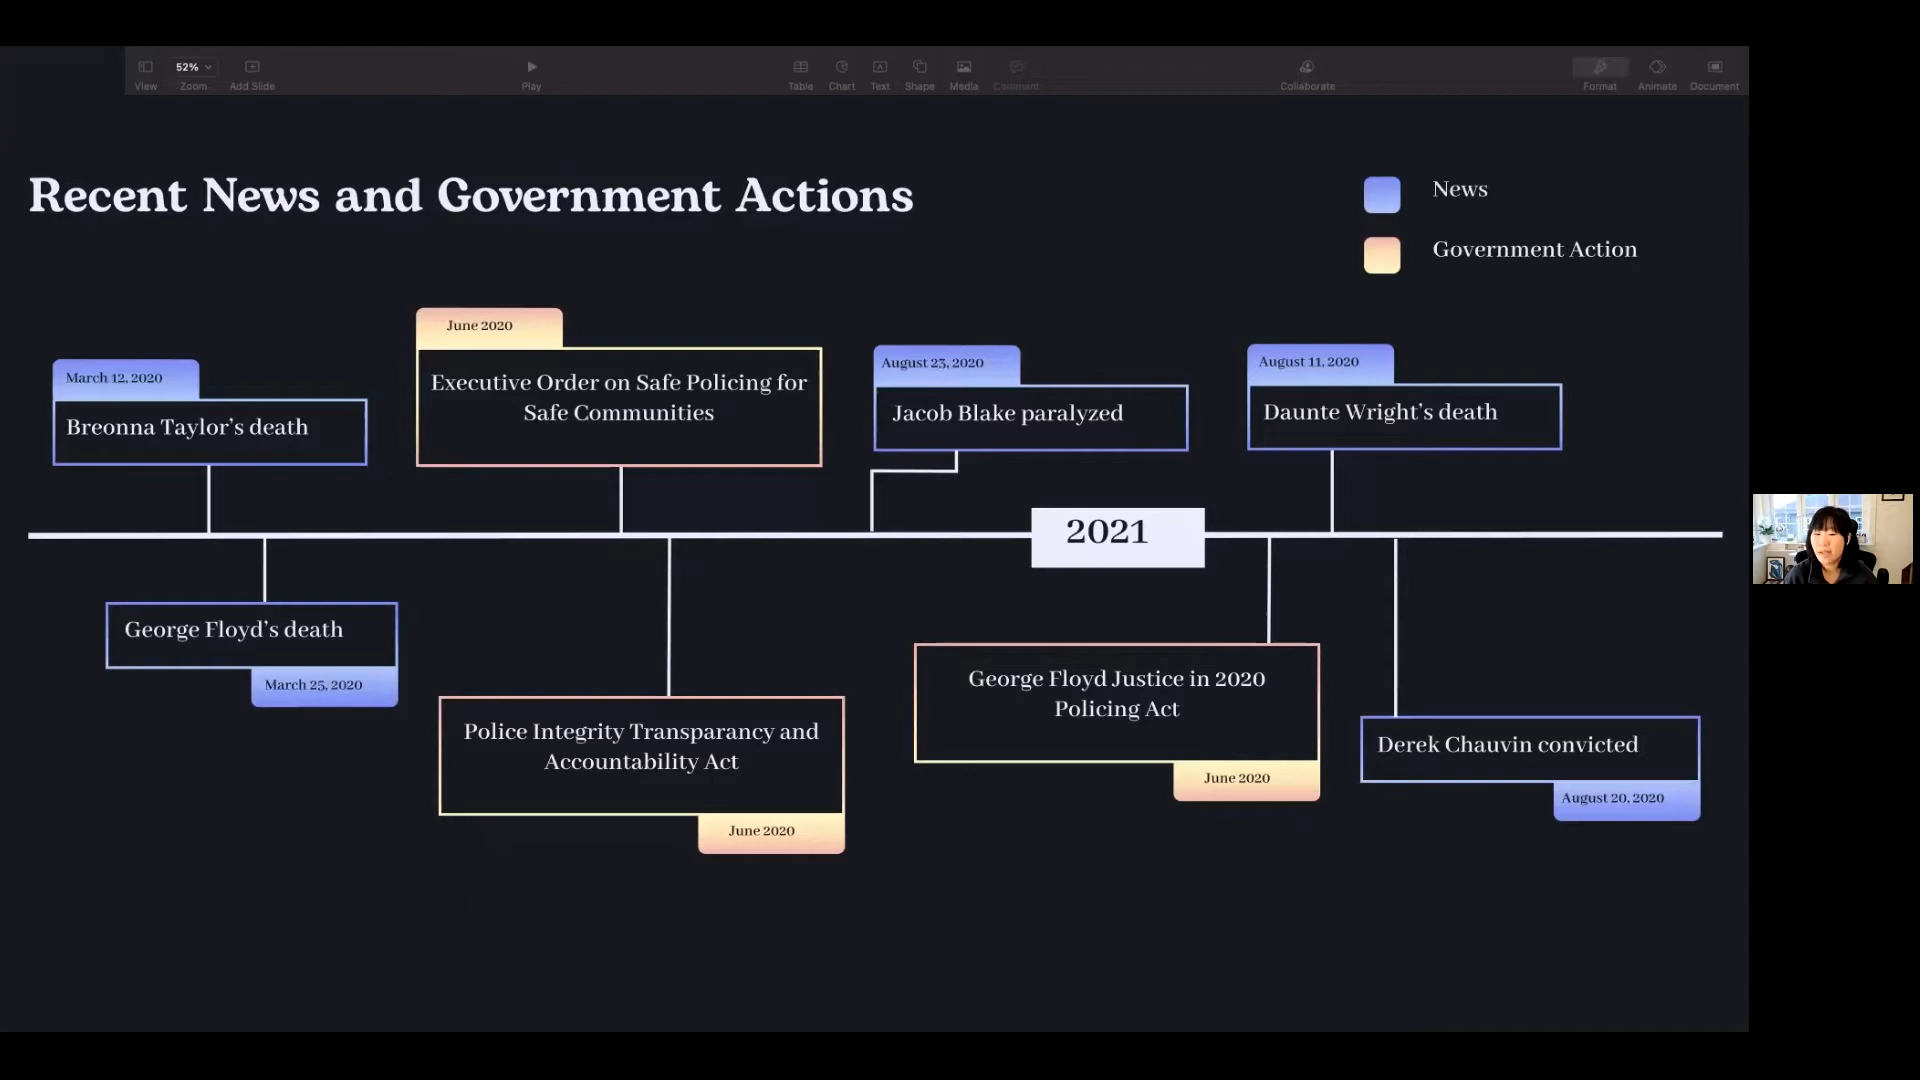 52%
View
Zoom
Add Slide
Play
Table
Chart
Text
Shape
Media
Comment
Collaborate
Format
Animate
Document
Recent News and Government Actions
News
Government Action
March 12, 2020
Breonna Taylor's death
June 2020
Executive Order on Safe Policing for
Safe Communities
August 23, 2020
Jacob Blake paralyzed
August 11, 2020
Daunte Wright's death
2021
George Floyd's death
March 25, 2020
Police Integrity Transparancy and
Accountability Act
June 2020
George Floyd Justice in 2020
Policing Act
June 2020
Derek Chauvin convicted
August 20, 2020